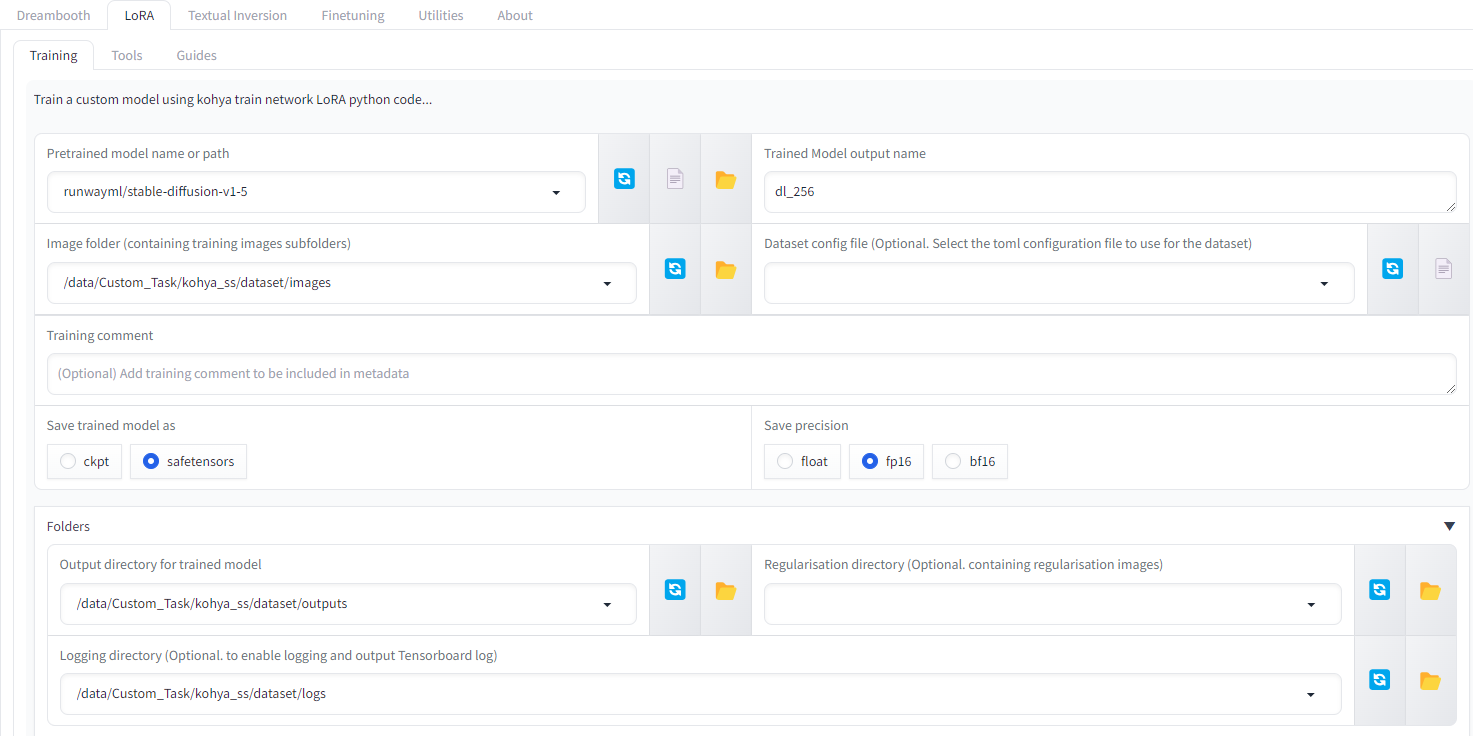 Dreambooth LoRA Textual Inversion Finetuning Utilities About
Training Tools Guides
Train a custom model using kohya train network LoRA python code...
Pretrained model name or path
runwayml/stable-diffusion-v1-5
Trained Model output name
dl_256
Image folder (containing training images subfolders)
/data/Custom_Task/kohya_ss/dataset/images
Dataset config file (Optional. Select the toml configuration file to use for the dataset)
Training comment
(Optional) Add training comment to be included in metadata
Save trained model as
ckpt safetensors
Save precision
float fp16 bf16
Folders
Output directory for trained model
/data/Custom_Task/kohya_ss/dataset/outputs
Regularisation directory (Optional. containing regularisation images)
Logging directory (Optional. to enable logging and output Tensorboard log)
/data/Custom_Task/kohya_ss/dataset/logs